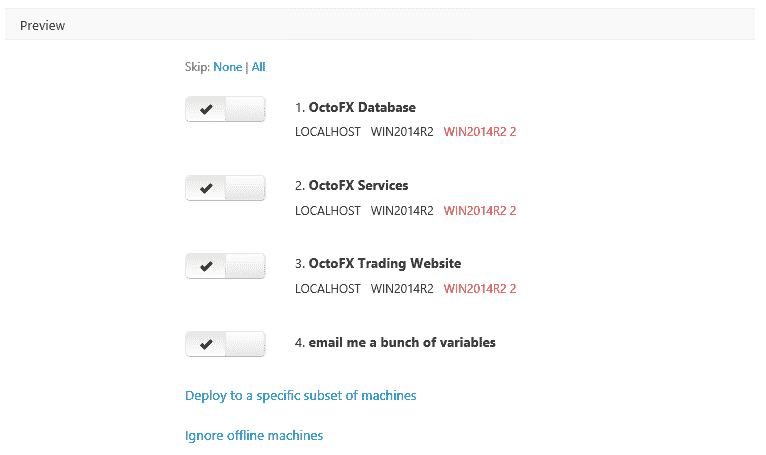 Preview
Skip: None | All
1. OctoFX Database
LOCALHOST WIN2014R2 WIN2014R2 2
2. OctoFX Services
LOCALHOST WIN2014R2 WIN2014R2 2
3. OctoFX Trading Website
LOCALHOST WIN2014R2 WIN2014R2 2
4. email me a bunch of variables
Deploy to a specific subset of machines
Ignore offline machines